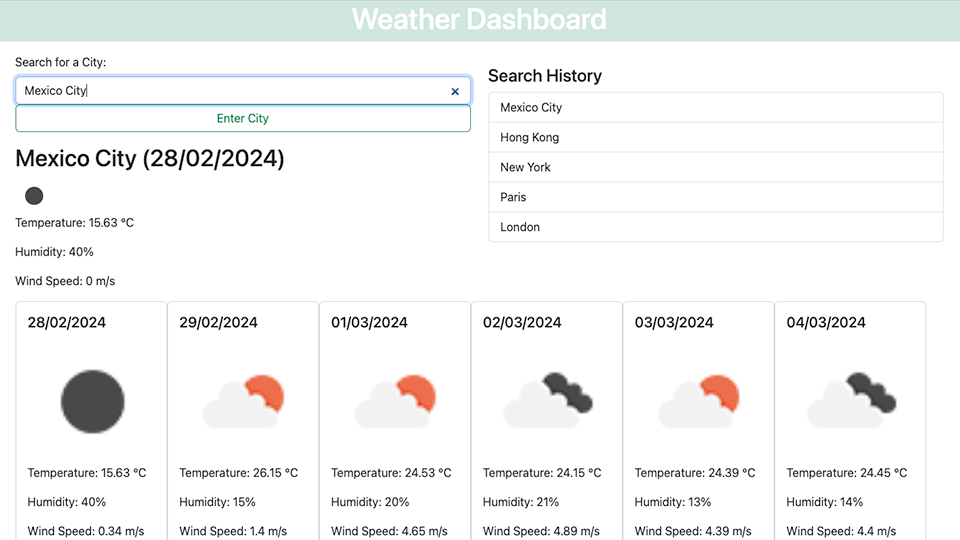 Weather Dashboard
Search for a City:
Mexico City
Enter City
Mexico City (28/02/2024)
Temperature: 15.63 °C
Humidity: 40%
Wind Speed: 0 m/s
Search History
Mexico City
Hong Kong
New York
Paris
London
28/02/2024
Temperature: 15.63 °C
Humidity: 40%
Wind Speed: 0.34 m/s
29/02/2024
Temperature: 26.15 °C
Humidity: 15%
Wind Speed: 1.4 m/s
01/03/2024
Temperature: 24.53 °C
Humidity: 20%
Wind Speed: 4.65 m/s
02/03/2024
Temperature: 24.15 °C
Humidity: 21%
Wind Speed: 4.89 m/s
03/03/2024
Temperature: 24.39 °C
Humidity: 13%
Wind Speed: 4.39 m/s
04/03/2024
Temperature: 24.45 °C
Humidity: 14%
Wind Speed: 4.4 m/s